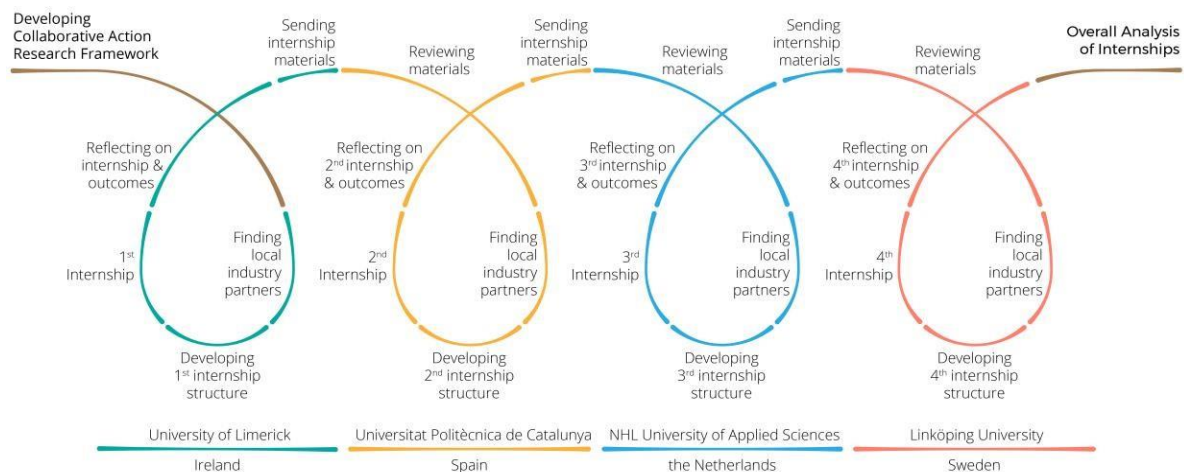 Developing
Collaborative Action
Research Framework
Sending
internship
materials
Reviewing
materials
Sending
internship
materials
Reviewing
materials
Sending
internship
materials
Reviewing
materials
Overall Analysis
of Internships
Reflecting on
internship &
outcomes
Reflecting on
2nd internship
& outcomes
Reflecting on
3rd internship
& outcomes
Reflecting on
4th internship
& outcomes
1st
Internship
Finding
local
industry
partners
2nd
Internship
Finding
local
industry
partners
3rd
Internship
Finding
local
industry
partners
4th
Internship
Finding
local
industry
partners
Developing
1st internship
structure
Developing
2nd internship
structure
Developing
3rd internship
structure
Developing
4th internship
structure
University of Limerick
Ireland
Universitat Politècnica de Catalunya
Spain
NHL University of Applied Sciences
the Netherlands
Linköping University
Sweden